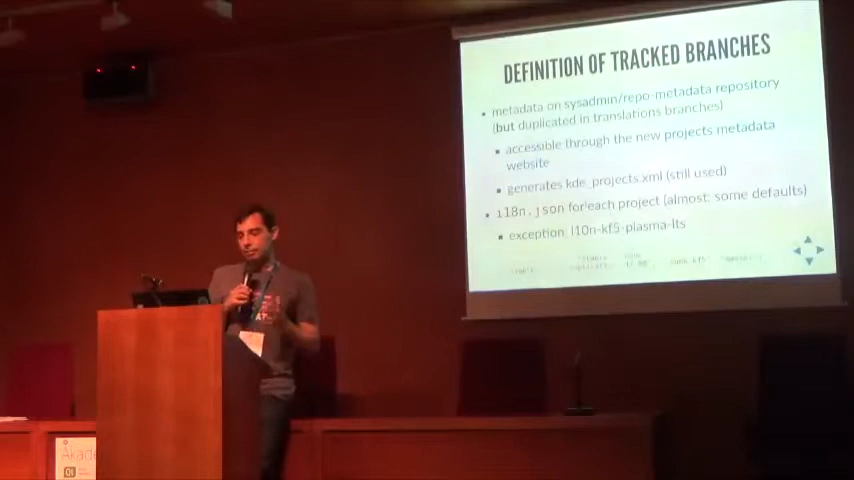 DEFINITION OF TRACKED BRANCHES
metadata on sysadmin/repo-metadata repository
(but duplicated in translations branches)
accessible through the new projects metadata
website
generates kde_projects.xml (still used)
i18n.json for each project (almost: some defaults)
exception: l10n-kf5-plasma-lts
Akade